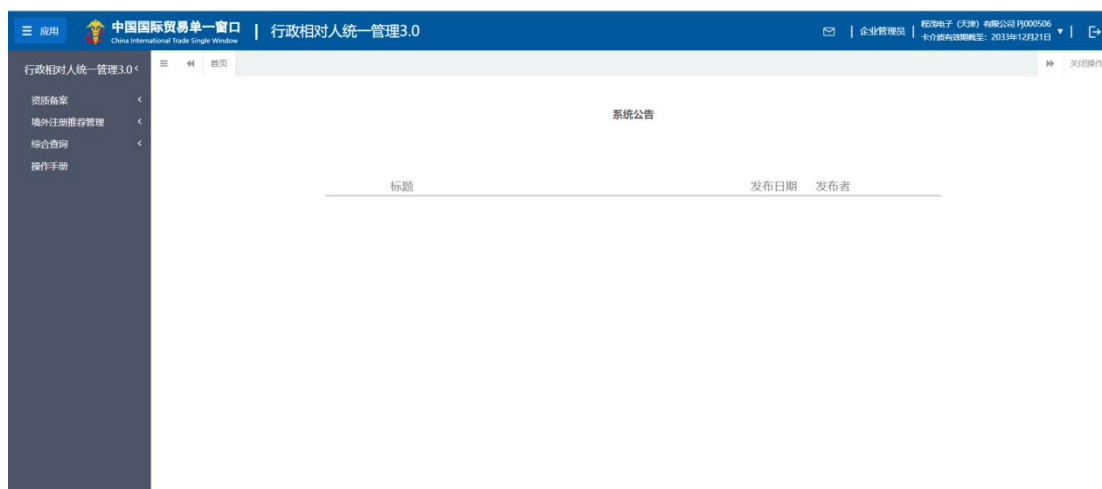 应用
中国国际贸易单一窗口
China International Trade Single Window
行政相对人统一管理3.0
企业管理员
程茂电子（天津）有限公司 PJ000506
卡介质有效期截至：2033年12月21日
行政相对人统一管理3.0
首页
关闭操作
资质备案
境外注册推荐管理
综合查询
操作手册
系统公告
标题 发布日期 发布者